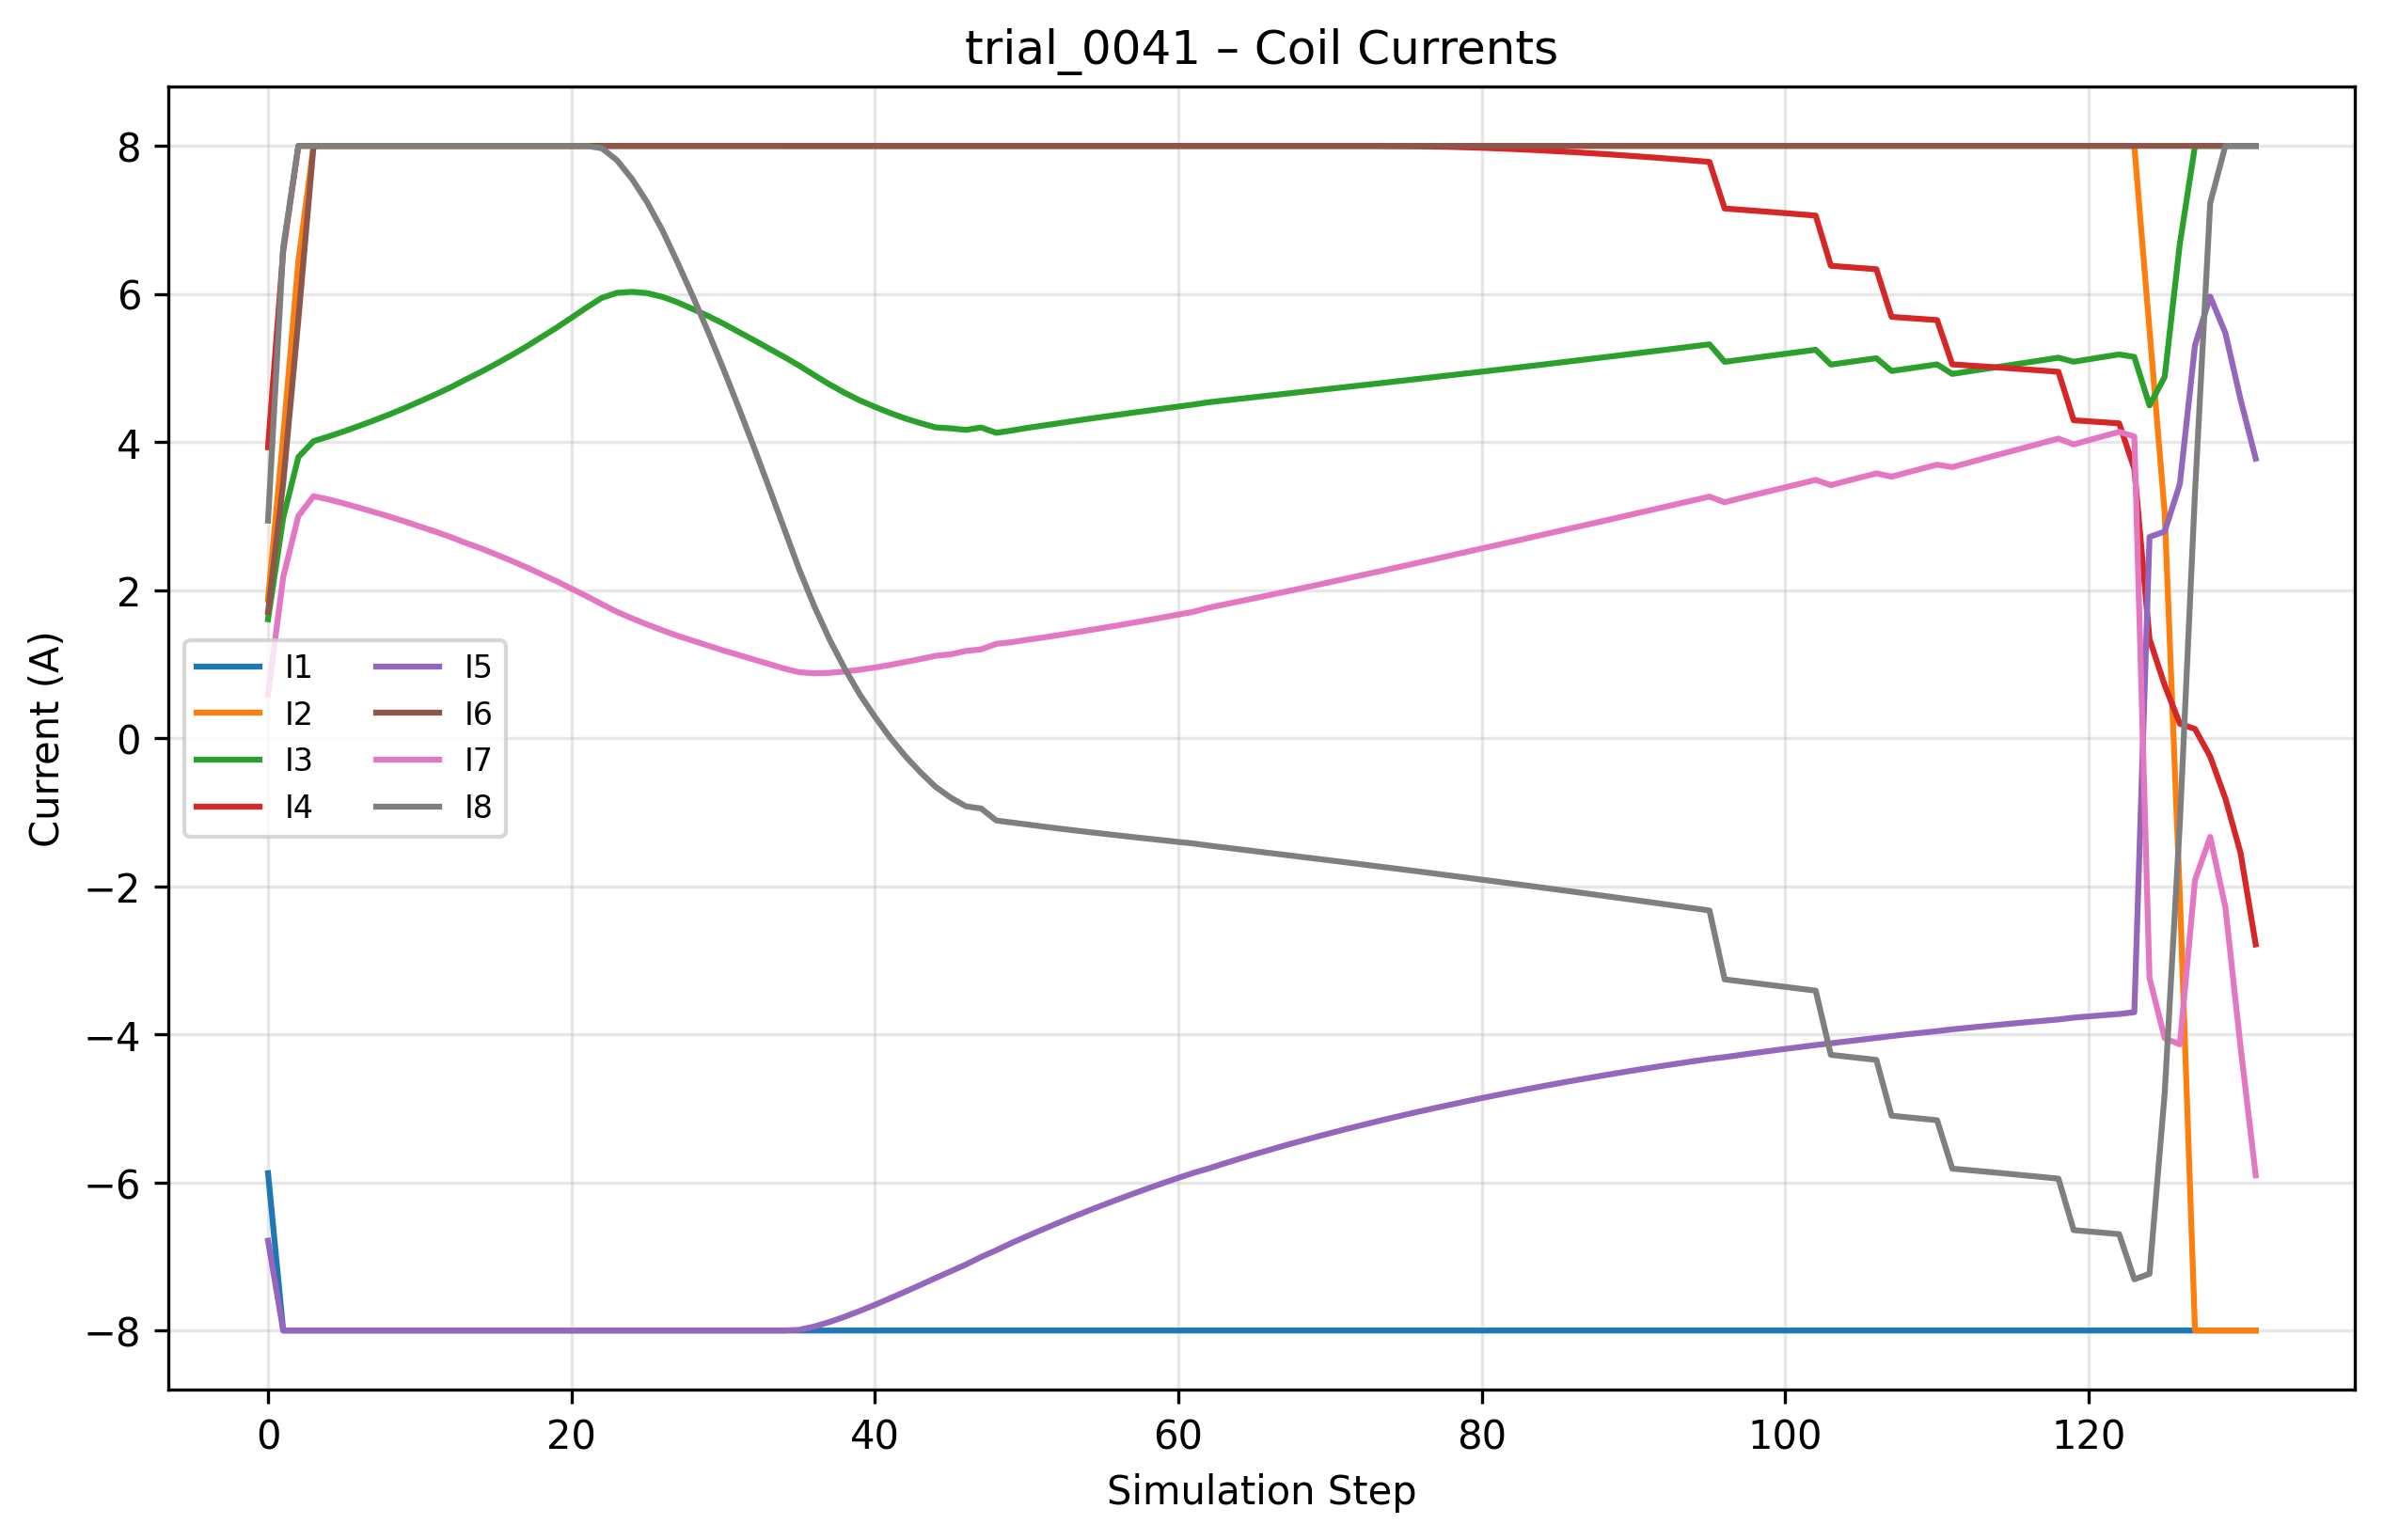 trial_0041 – Coil Currents
Current (A)
8
6
4
2
0
−2
−4
−6
−8
I1
I2
I3
I4
I5
I6
I7
I8
0
20
40
60
80
100
120
Simulation Step